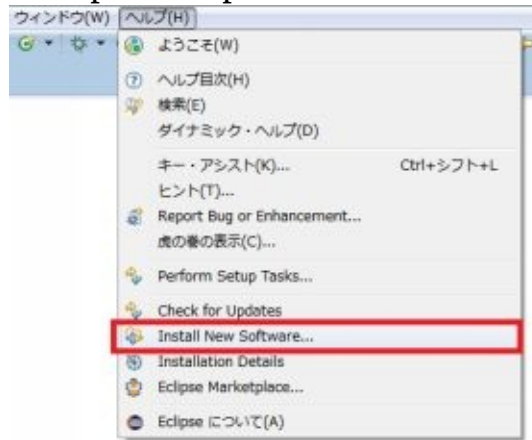 ウィンドウ(W) ヘルプ(H)
ようこそ(W)
ヘルプ目次(H)
検索(E)
ダイナミック・ヘルプ(D)
キー・アシスト(K)... Ctrl+シフト+L
ヒント(T)...
Report Bug or Enhancement...
虎の巻の表示(C)...
Perform Setup Tasks...
Check for Updates
Install New Software...
Installation Details
Eclipse Marketplace...
Eclipse について(A)